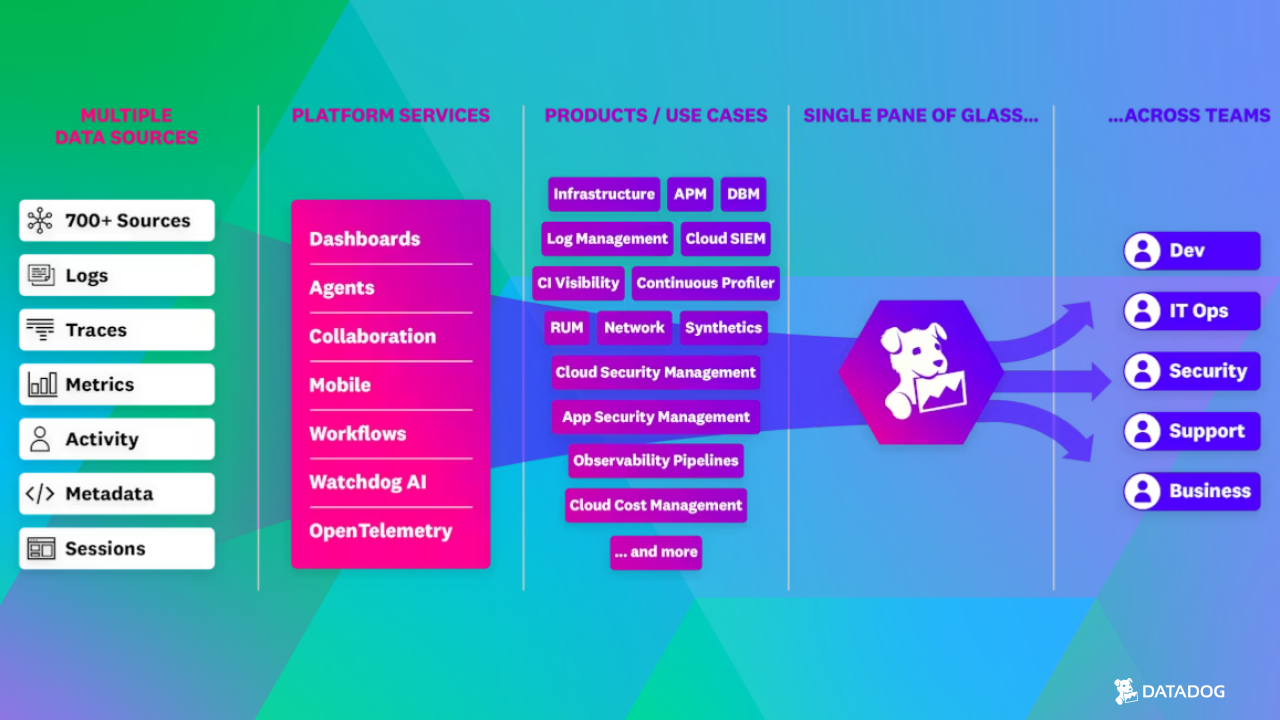 MULTIPLE
DATA SOURCES
700+ Sources
Logs
Traces
Metrics
Activity
Metadata
Sessions
PLATFORM SERVICES
Dashboards
Agents
Collaboration
Mobile
Workflows
Watchdog AI
OpenTelemetry
PRODUCTS / USE CASES
Infrastructure APM DBM
Log Management Cloud SIEM
CI Visibility Continuous Profiler
RUM Network Synthetics
Cloud Security Management
App Security Management
Observability Pipelines
Cloud Cost Management
... and more
SINGLE PANE OF GLASS...
...ACROSS TEAMS
Dev
IT Ops
Security
Support
Business
DATADOG